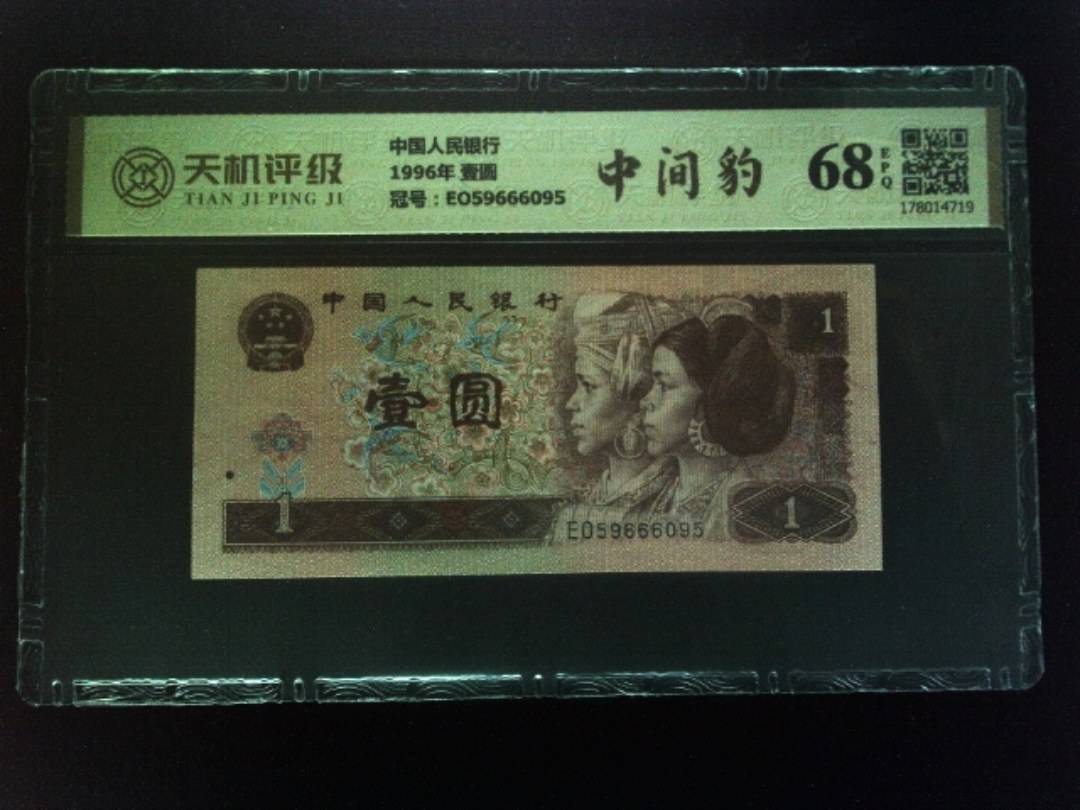 天机评级
TIAN JI PING JI
中国人民银行
1996年 壹圆
冠号：EO59666095
中间豹
68
EPQ
178014719
中国人民银行
1
壹圆
1
EO59666095
1